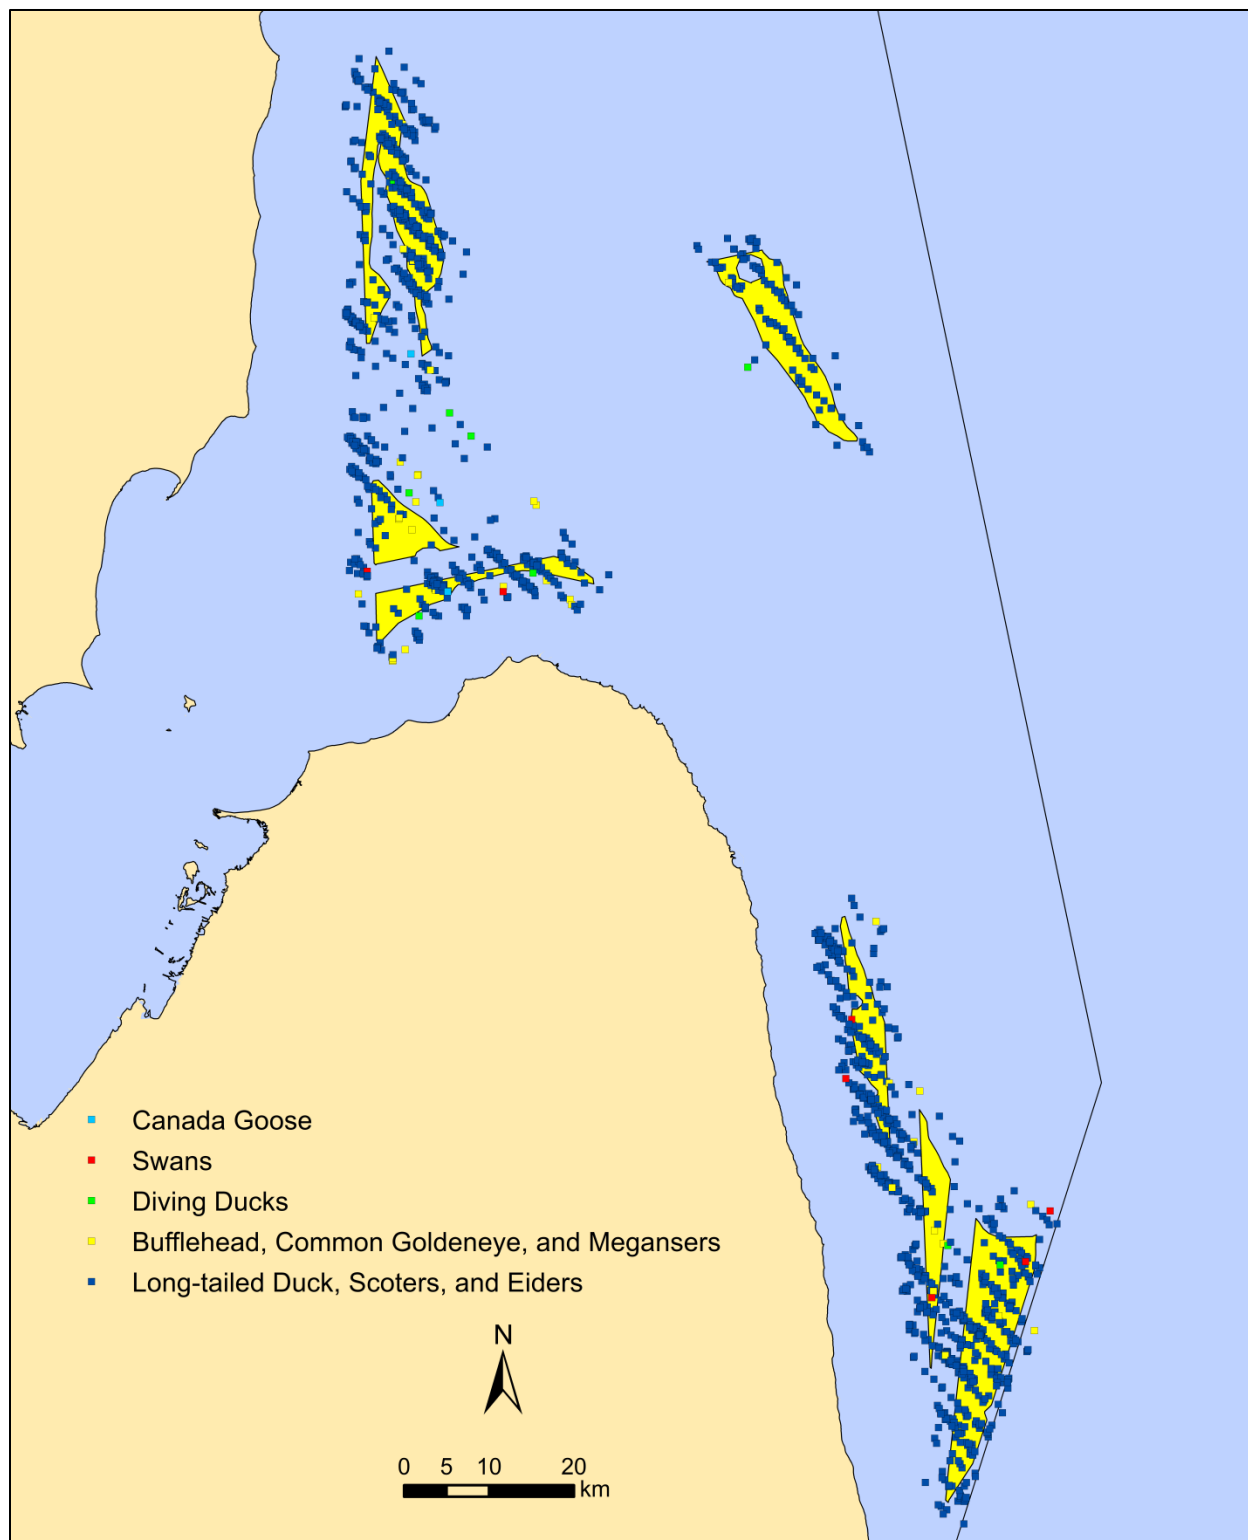 Canada Goose
Swans
Diving Ducks
Bufflehead, Common Goldeneye, and Megansers
Long-tailed Duck, Scoters, and Eiders
N
0 5 10 20
km